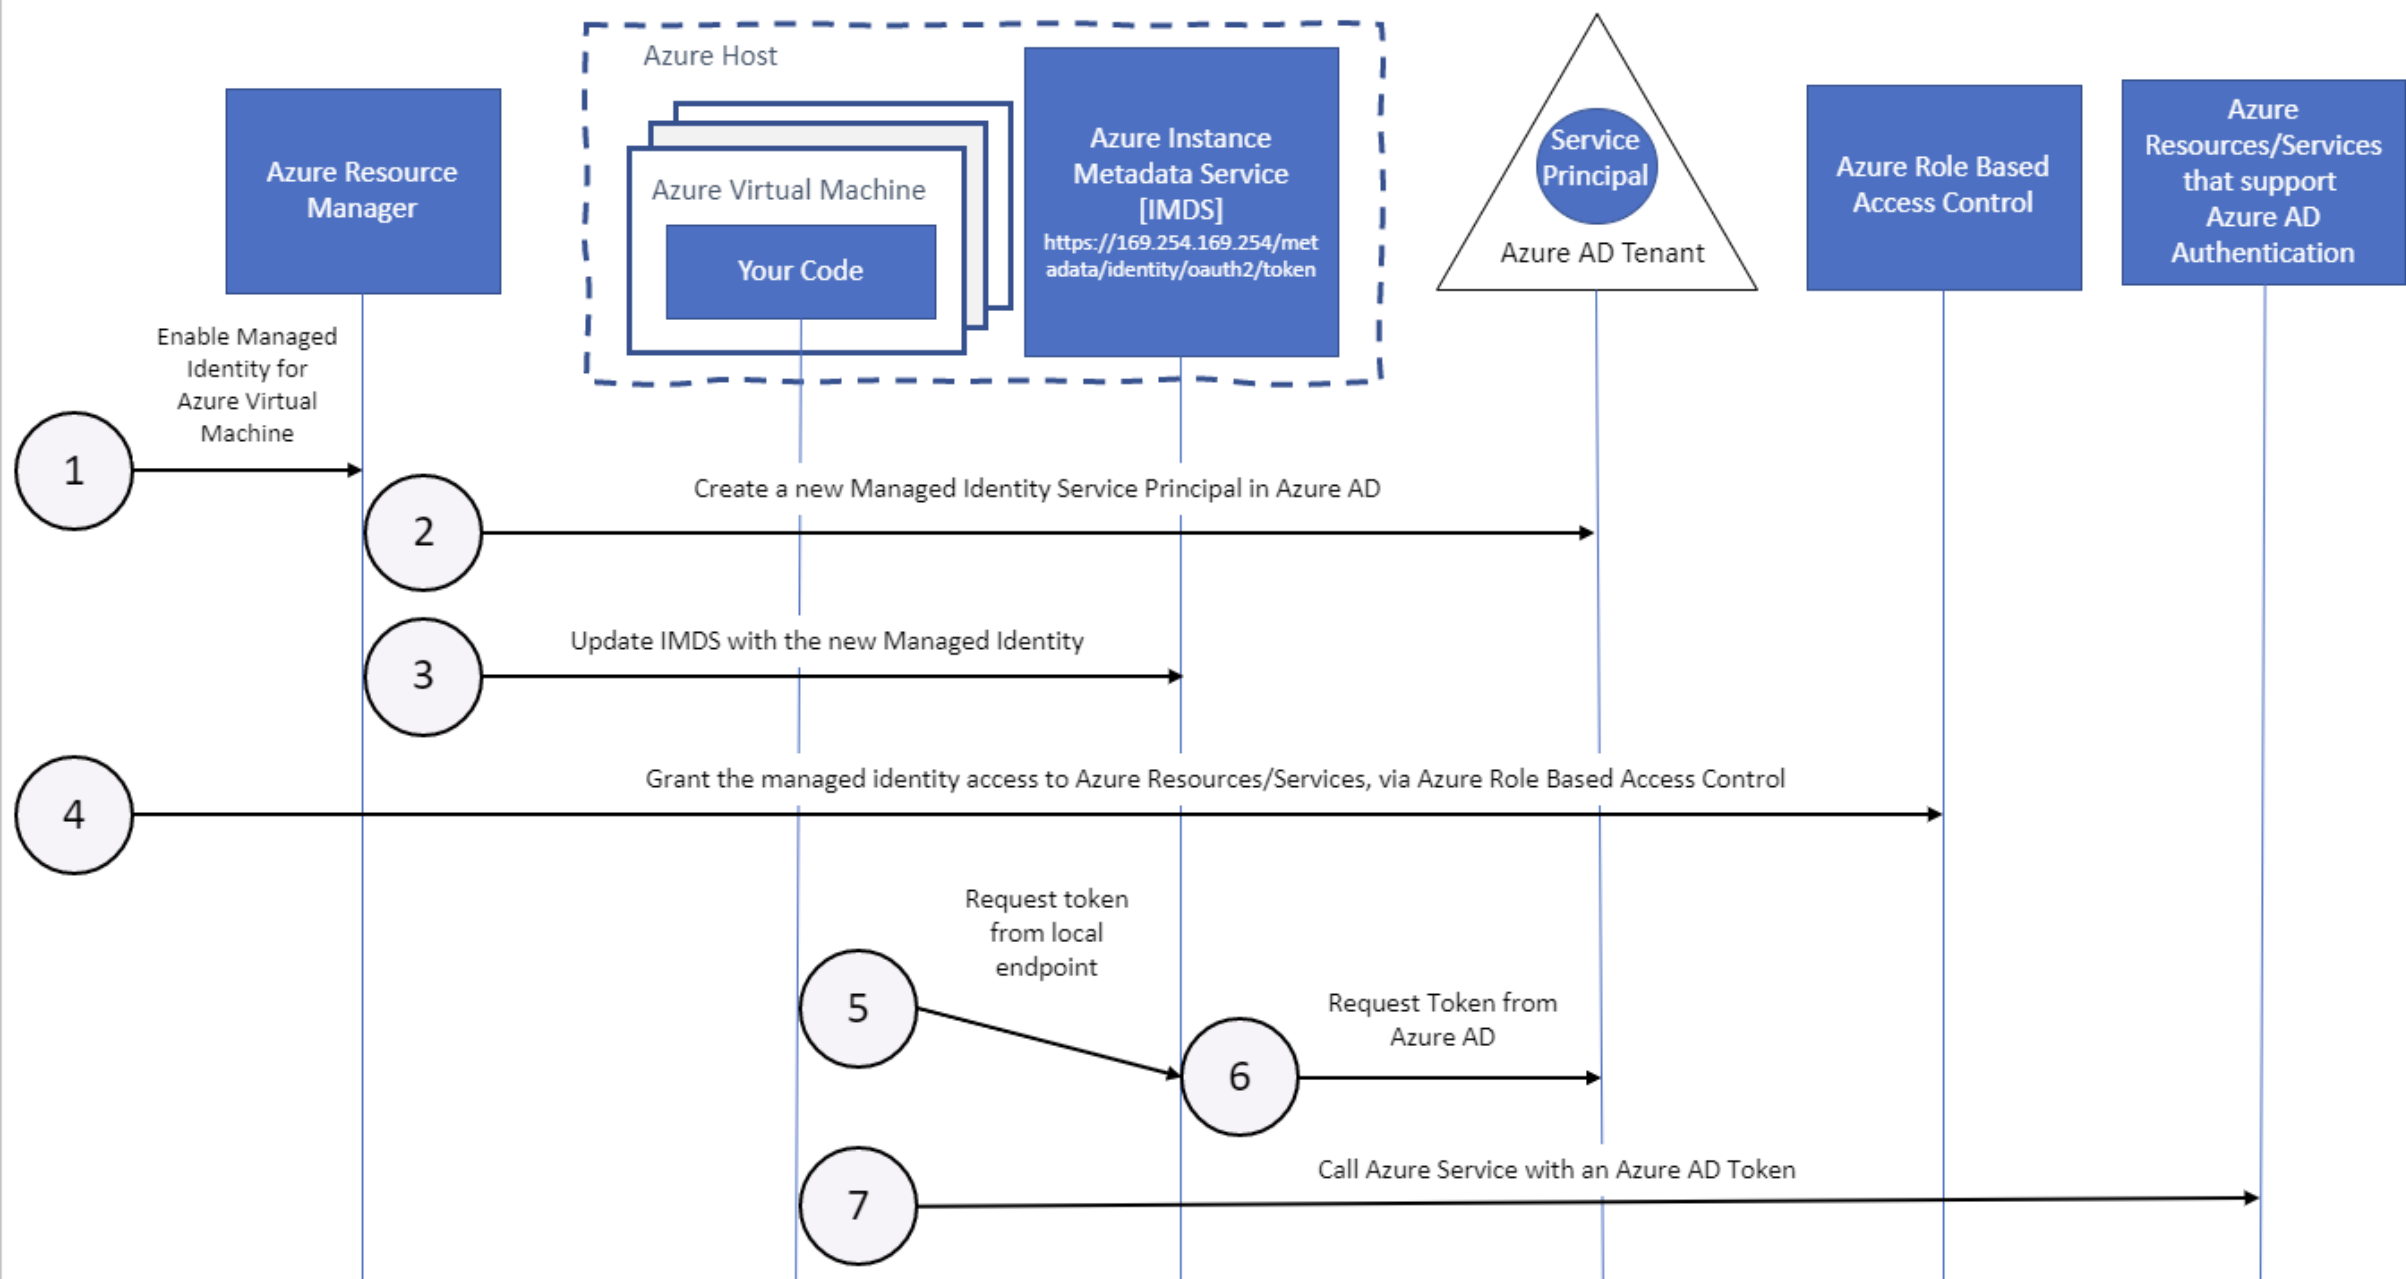 Azure Resource
Manager
Azure Host
Azure Virtual Machine
Your Code
Azure Instance
Metadata Service
[IMDS]
https://169.254.169.254/met
adata/identity/oauth2/token
Service
Principal
Azure AD Tenant
Azure Role Based
Access Control
Azure
Resources/Services
that support
Azure AD
Authentication
Enable Managed
Identity for
Azure Virtual
Machine
1
Create a new Managed Identity Service Principal in Azure AD
2
Update IMDS with the new Managed Identity
3
Grant the managed identity access to Azure Resources/Services, via Azure Role Based Access Control
4
Request token
from local
endpoint
5
Request Token from
Azure AD
6
Call Azure Service with an Azure AD Token
7